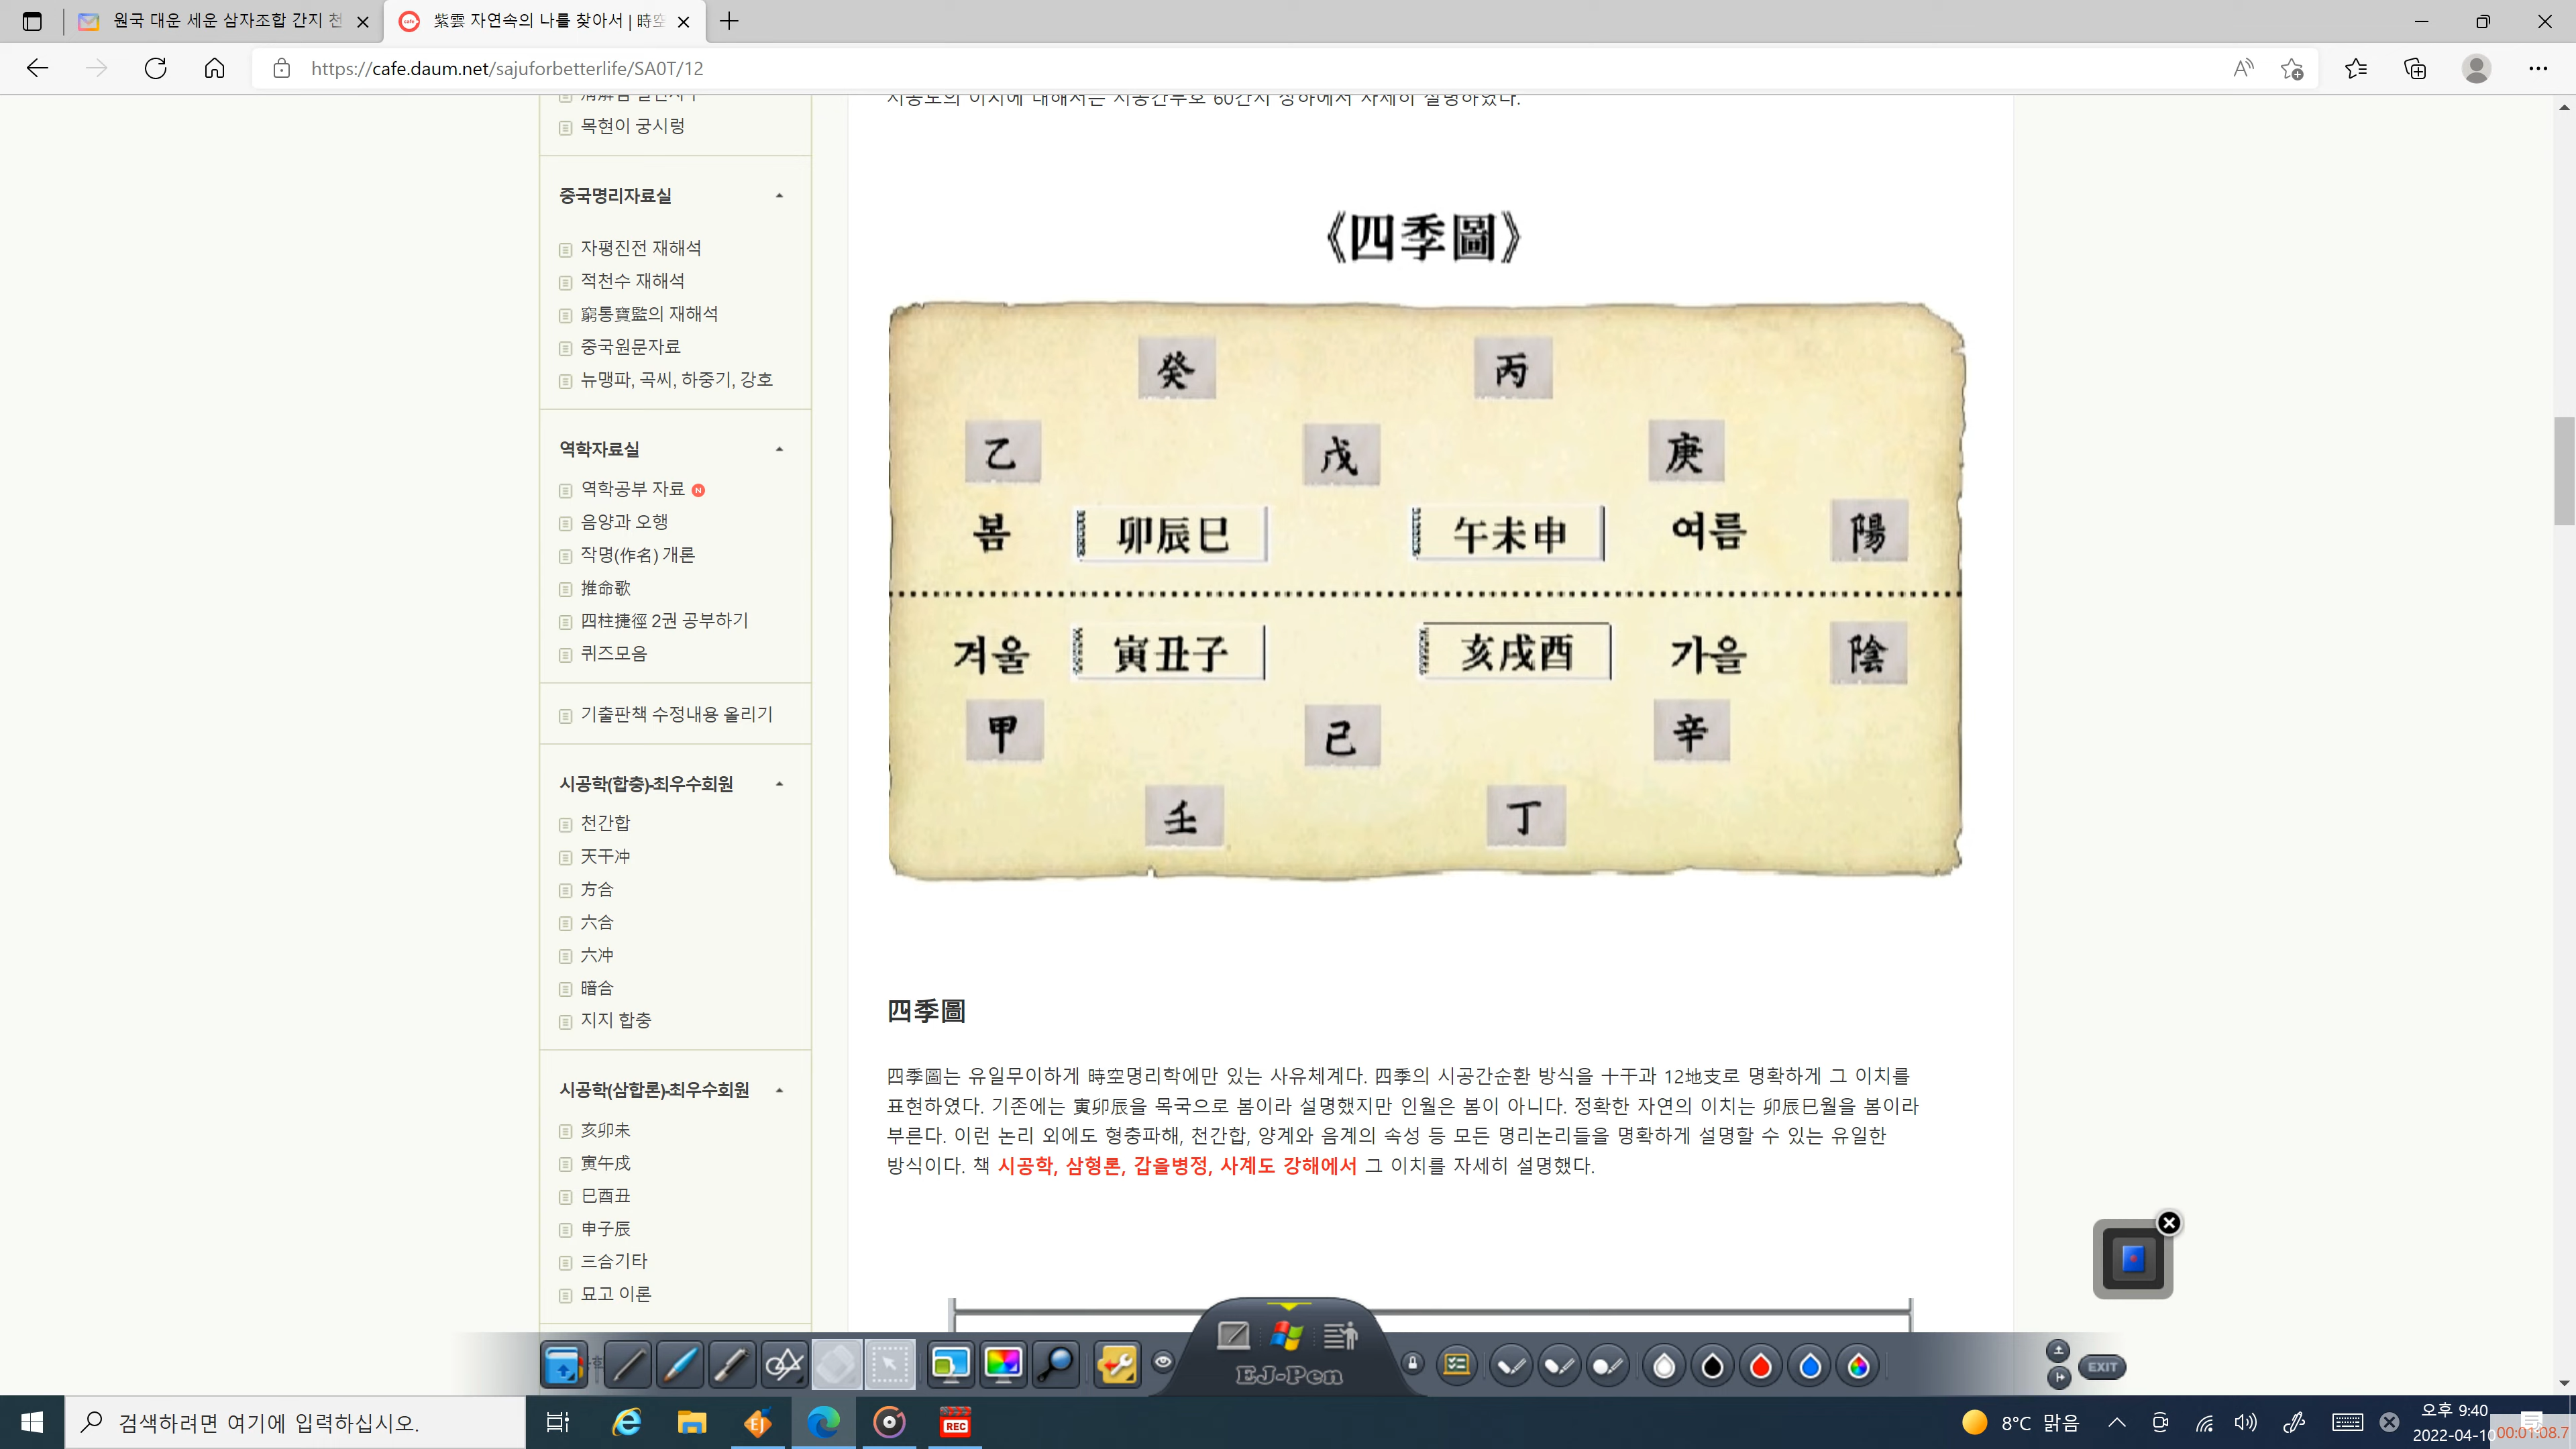 원국 대운 세운 삼자조합 간지 천
紫雲 자연속의 나를 찾아서 | 時空
https://cafe.daum.net/sajuforbetterlife/SA0T/12
목현이 궁시렁
중국명리자료실
자평진전 재해석
적천수 재해석
窮통寶監의 재해석
중국원문자료
뉴맹파, 곡씨, 하중기, 강호
역학자료실
역학공부 자료 N
음양과 오행
작명(作名) 개론
推命歌
四柱捷徑 2권 공부하기
퀴즈모음
기출판책 수정내용 올리기
시공학(합충)-최우수회원
천간합
天干冲
方合
六合
六冲
暗合
지지 합충
시공학(삼합론)-최우수회원
亥卯未
寅午戌
巳酉丑
申子辰
三合기타
묘고 이론
《四季圖》
癸 丙
乙 戊 庚
봄 卯辰巳 午未申 여름 陽
겨울 寅丑子 亥戌酉 가을 陰
甲 己 辛
壬 丁
四季圖
四季圖는 유일무이하게 時空명리학에만 있는 사유체계다. 四季의 시공간순환 방식을 十干과 12地支로 명확하게 그 이치를
표현하였다. 기존에는 寅卯辰을 목국으로 봄이라 설명했지만 인월은 봄이 아니다. 정확한 자연의 이치는 卯辰巳월을 봄이라
부른다. 이런 논리 외에도 형충파해, 천간합, 양계와 음계의 속성 등 모든 명리논리들을 명확하게 설명할 수 있는 유일한
방식이다. 책 시공학, 삼형론, 갑을병정, 사계도 강해에서 그 이치를 자세히 설명했다.
EJ-Pen
EXIT
검색하려면 여기에 입력하십시오.
EJ
REC
8°C 맑음
오후 9:40
2022-04-10
00:01:08.7